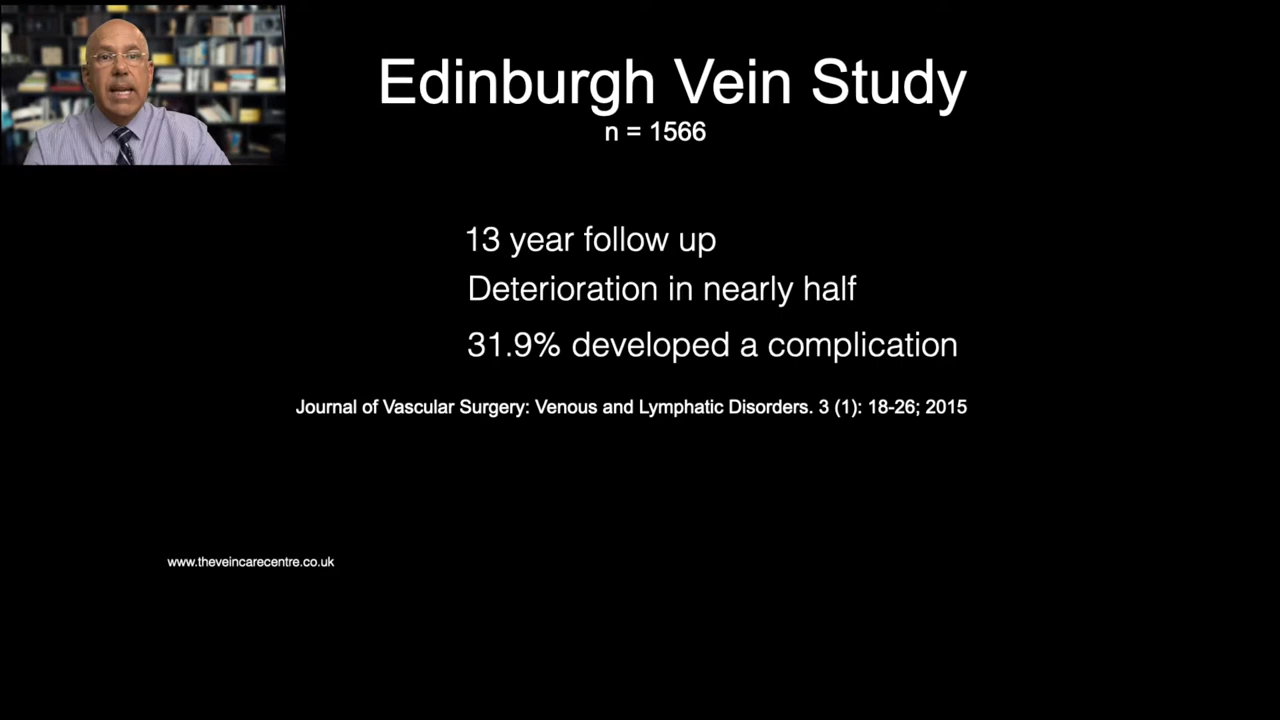 Edinburgh Vein Study
n = 1566
13 year follow up
Deterioration in nearly half
31.9% developed a complication
Journal of Vascular Surgery: Venous and Lymphatic Disorders. 3 (1): 18-26; 2015
www.theveincarecentre.co.uk